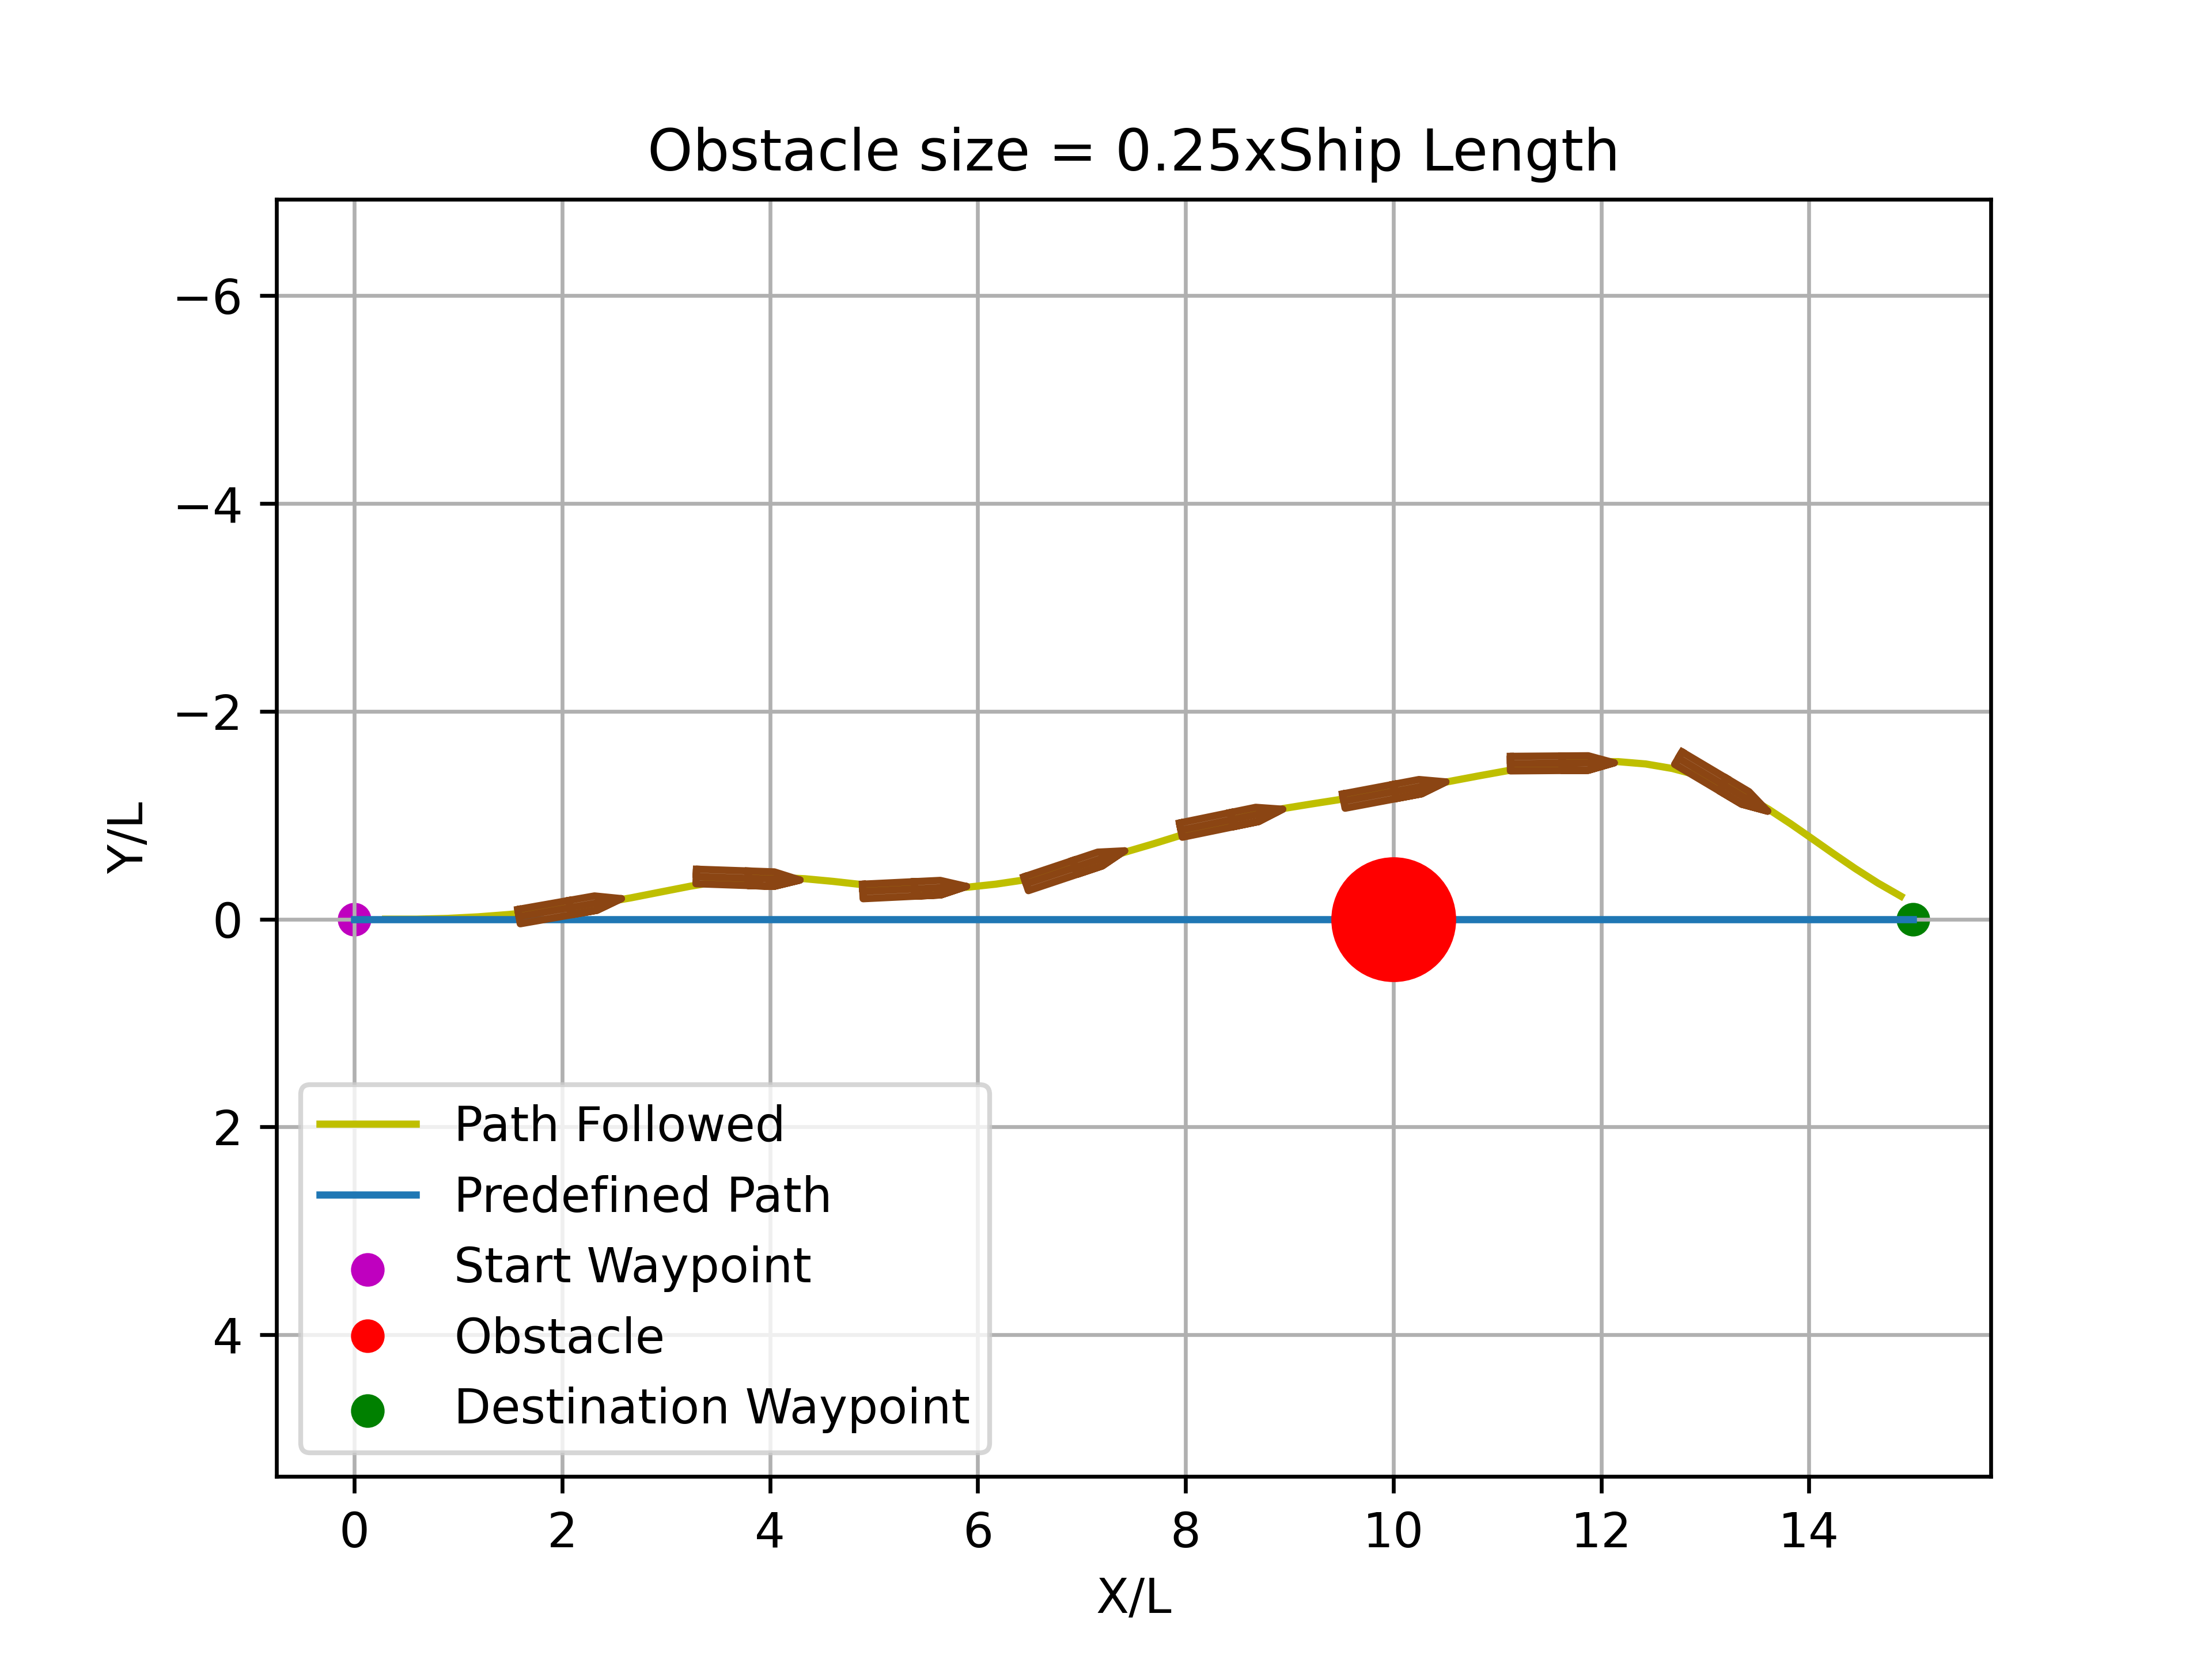 Obstacle size = 0.25xShip Length
−6
−4
−2
0
2
4
Y/L
Path Followed
Predefined Path
Start Waypoint
Obstacle
Destination Waypoint
0 2 4 6 8 10 12 14
X/L